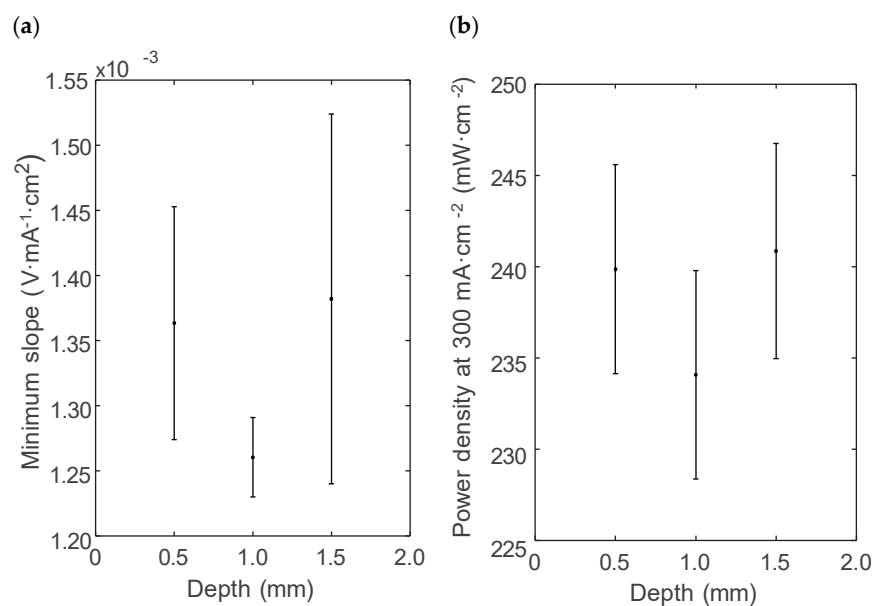 (a)
x10 -3
1.55
1.50
1.45
1.40
1.35
1.30
1.25
1.20
0 0.5 1.0 1.5 2.0
Minimum slope (V·mA-1·cm2)
Depth (mm)
(b)
250
245
240
235
230
225
0 0.5 1.0 1.5 2.0
Power density at 300 mA·cm-2 (mW·cm-2)
Depth (mm)